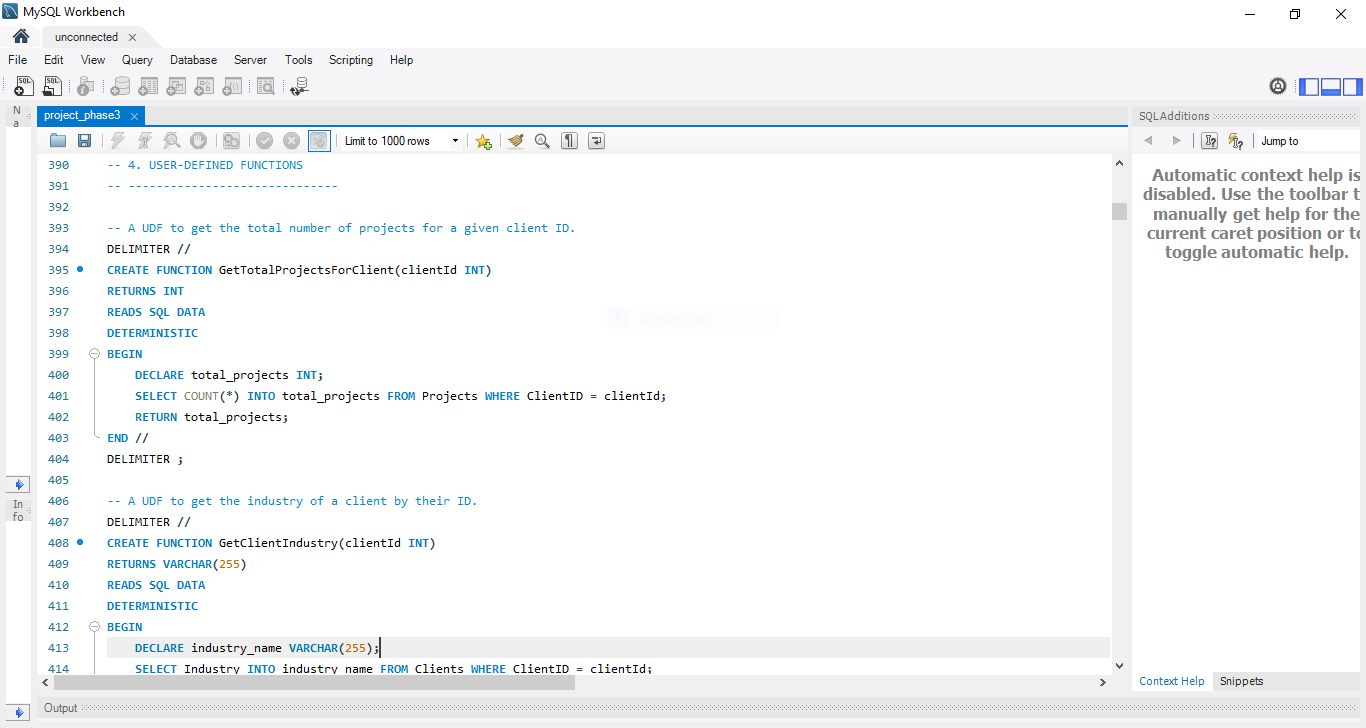 MySQL Workbench
unconnected
File Edit View Query Database Server Tools Scripting Help
SQL SQL
N
a
project_phase3
SQLAdditions
Limit to 1000 rows
Jump to
390 -- 4. USER-DEFINED FUNCTIONS
391 -- ------------------------------
392
393 -- A UDF to get the total number of projects for a given client ID.
394 DELIMITER //
395 CREATE FUNCTION GetTotalProjectsForClient(clientId INT)
396 RETURNS INT
397 READS SQL DATA
398 DETERMINISTIC
399 BEGIN
400 DECLARE total_projects INT;
401 SELECT COUNT(*) INTO total_projects FROM Projects WHERE ClientID = clientId;
402 RETURN total_projects;
403 END //
404 DELIMITER ;
405
406 -- A UDF to get the industry of a client by their ID.
407 DELIMITER //
408 CREATE FUNCTION GetClientIndustry(clientId INT)
409 RETURNS VARCHAR(255)
410 READS SQL DATA
411 DETERMINISTIC
412 BEGIN
413 DECLARE industry_name VARCHAR(255);
414 SELECT Industry INTO industry_name FROM Clients WHERE ClientID = clientId;
Automatic context help is
disabled. Use the toolbar t
manually get help for the
current caret position or to
toggle automatic help.
In
fo
Context Help Snippets
Output